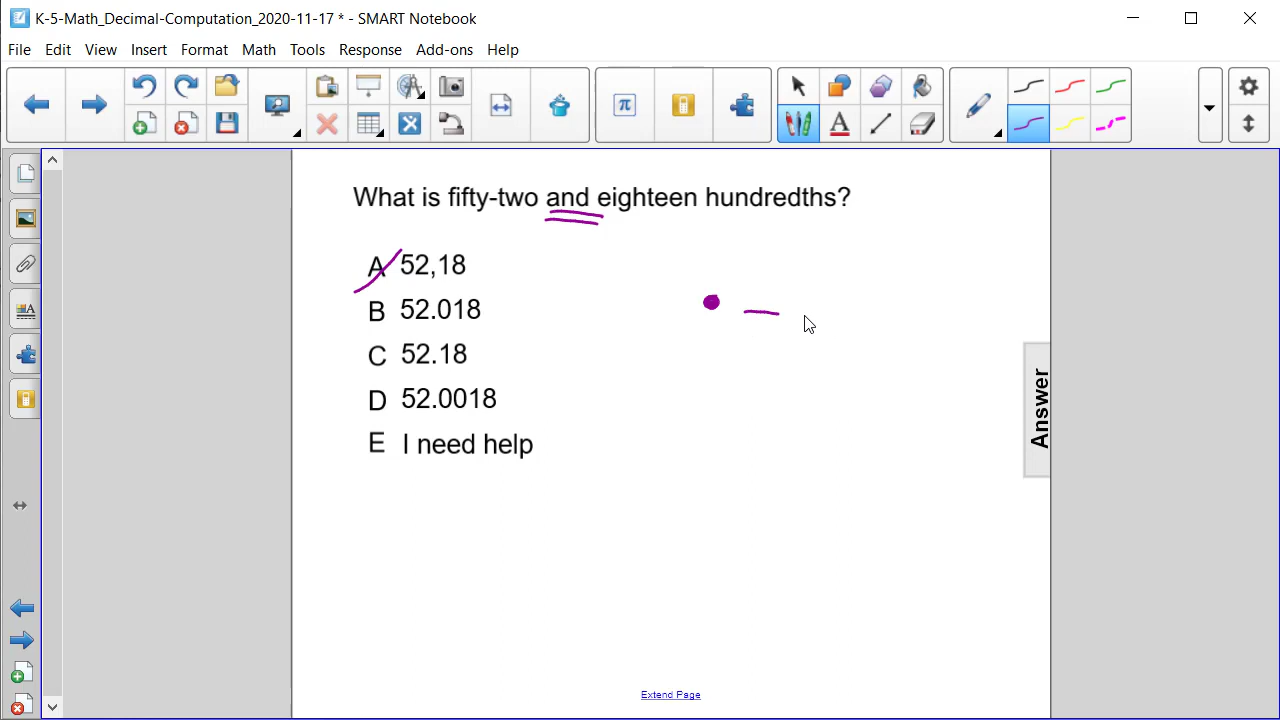 K-5-Math_Decimal-Computation_2020-11-17 * - SMART Notebook
File Edit View Insert Format Math Tools Response Add-ons Help
π
A
What is fifty-two and eighteen hundredths?
A 52,18
B 52.018
C 52.18
D 52.0018
E I need help
Answer
Extend Page